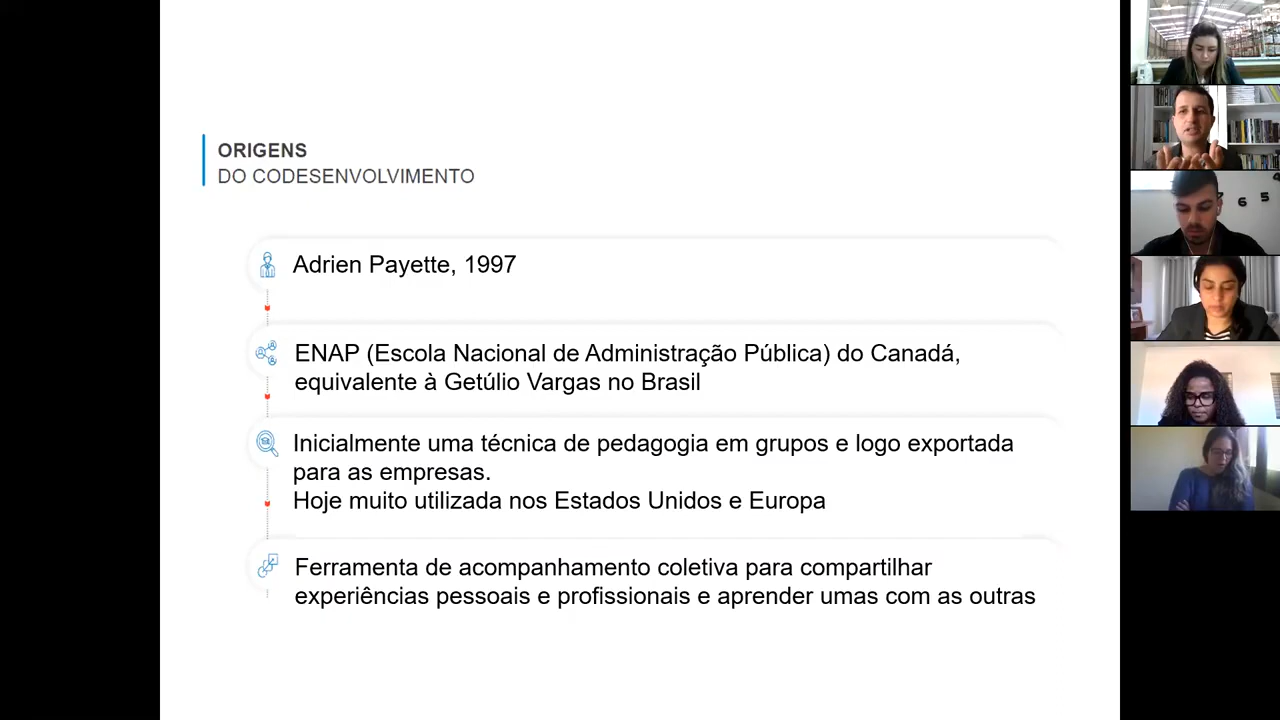 ORIGENS
DO CODESENVOLVIMENTO
Adrien Payette, 1997
ENAP (Escola Nacional de Administração Pública) do Canadá,
equivalente à Getúlio Vargas no Brasil
Inicialmente uma técnica de pedagogia em grupos e logo exportada
para as empresas.
Hoje muito utilizada nos Estados Unidos e Europa
Ferramenta de acompanhamento coletiva para compartilhar
experiências pessoais e profissionais e aprender umas com as outras
6 5